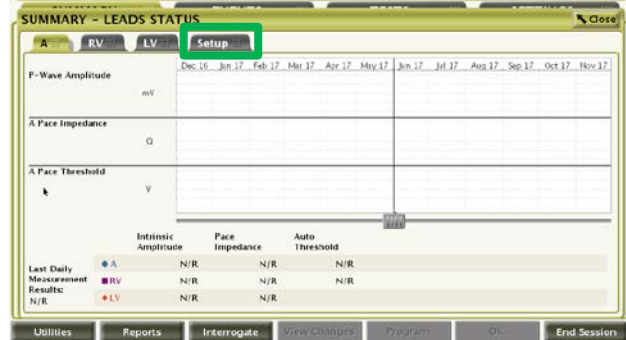 SUMMARY - LEADS STATUS
Close
A RV LV Setup
Dec 16 Jan 17 Feb 17 Mar 17 Apr 17 May 17 Jun 17 Jul 17 Aug 17 Sep 17 Oct 17 Nov 17
P-Wave Amplitude
mV
A Pace Impedance
Ω
A Pace Threshold
V
Intrinsic Amplitude Pace Impedance Auto Threshold
Last Daily Measurement Results: N/R
A N/R N/R N/R
RV N/R N/R N/R
LV N/R N/R
Utilities Reports Interrogate View Changes Program OK End Session